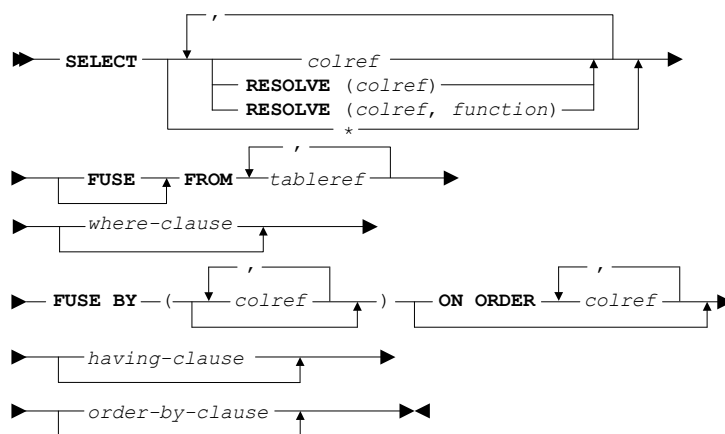 ,
SELECT colref
RESOLVE (colref)
RESOLVE (colref, function)
*
,
FUSE FROM tableref
where-clause
, ,
FUSE BY ( colref ) ON ORDER colref
having-clause
order-by-clause